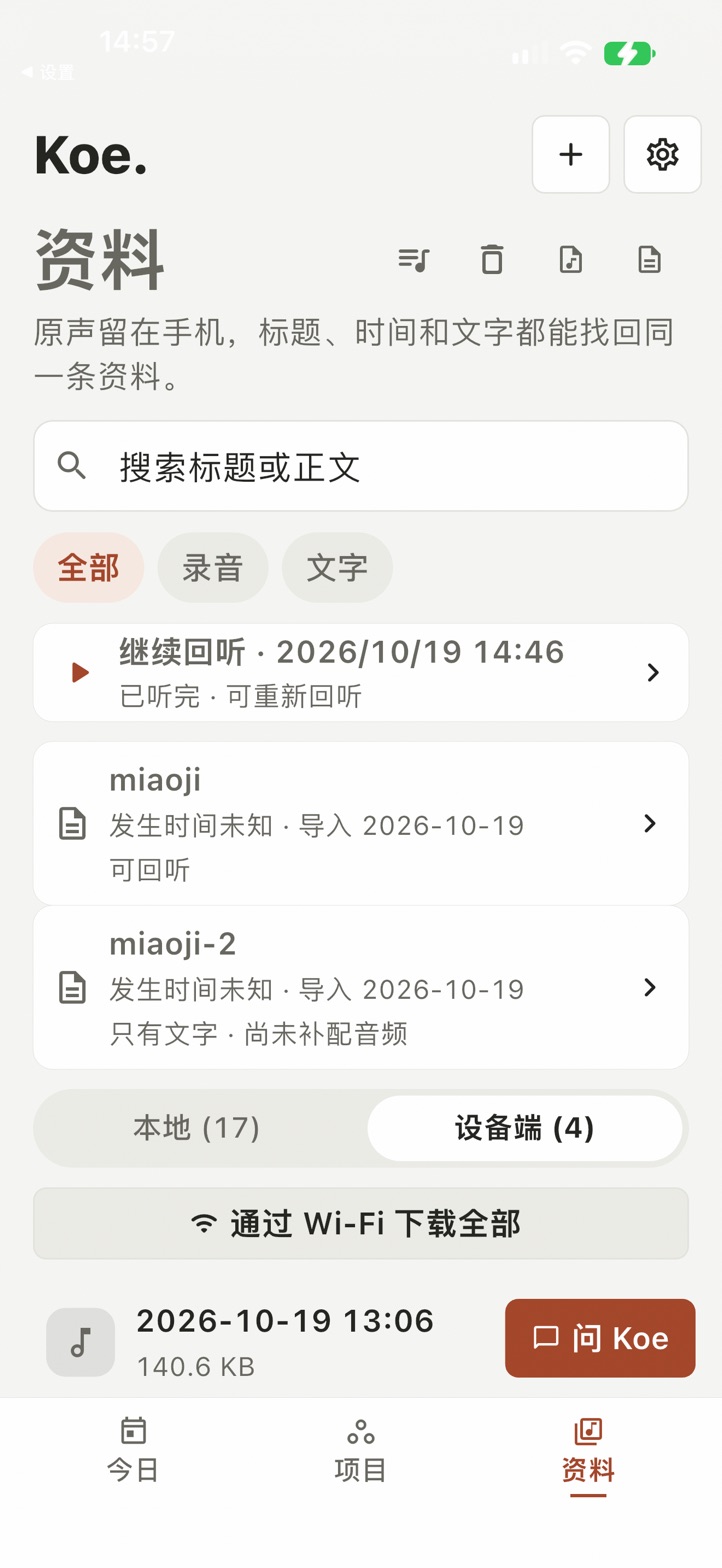 14:57
◀ 设置
Koe.
资料
原声留在手机，标题、时间和文字都能找回同
一条资料。
搜索标题或正文
全部 录音 文字
继续回听 · 2026/10/19 14:46
已听完 · 可重新回听
miaoji
发生时间未知 · 导入 2026-10-19
可回听
miaoji-2
发生时间未知 · 导入 2026-10-19
只有文字 · 尚未补配音频
本地 (17) 设备端 (4)
通过 Wi-Fi 下载全部
2026-10-19 13:06
140.6 KB
问 Koe
今日 项目 资料